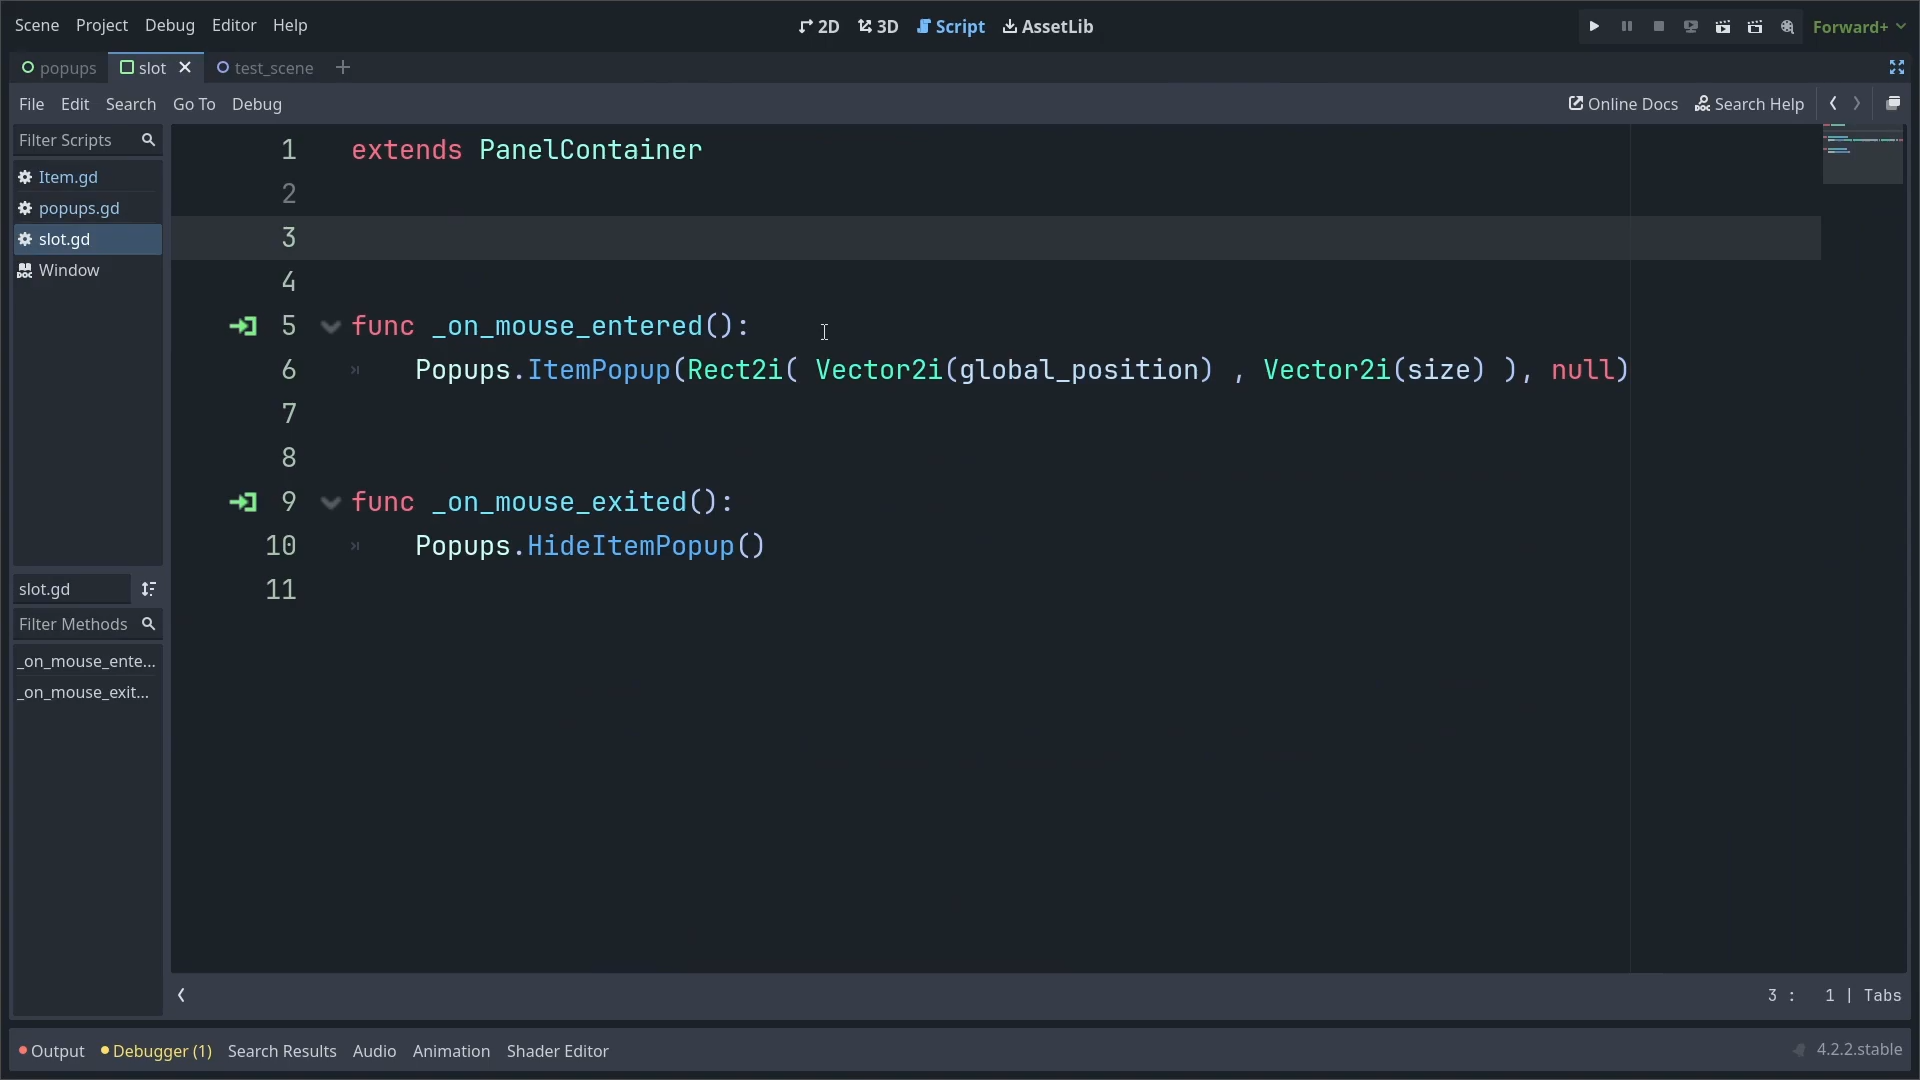 Scene Project Debug Editor Help 2D 3D Script AssetLib Forward+
popups slot test_scene
File Edit Search Go To Debug Online Docs Search Help
Filter Scripts
Item.gd
popups.gd
slot.gd
Window
slot.gd
Filter Methods
_on_mouse_ente...
_on_mouse_exit...
1 extends PanelContainer
2
3
4
5 func _on_mouse_entered():
6 Popups.ItemPopup(Rect2i( Vector2i(global_position) , Vector2i(size) ), null)
7
8
9 func _on_mouse_exited():
10 Popups.HideItemPopup()
11
3 : 1 | Tabs
Output Debugger (1) Search Results Audio Animation Shader Editor 4.2.2.stable